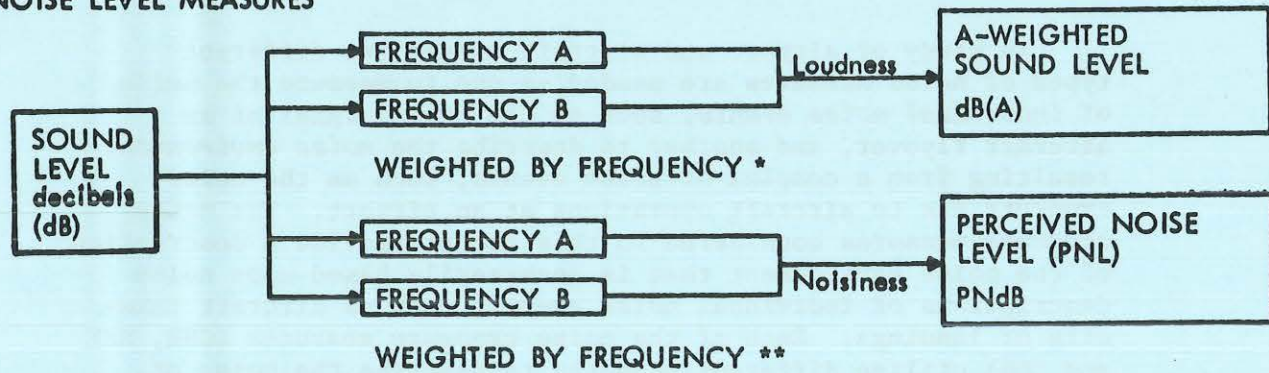 NOISE LEVEL MEASURES
SOUND
LEVEL
decibels
(dB)
FREQUENCY A
FREQUENCY B
WEIGHTED BY FREQUENCY *
Loudness
A-WEIGHTED
SOUND LEVEL
dB(A)
FREQUENCY A
FREQUENCY B
WEIGHTED BY FREQUENCY **
Noisiness
PERCEIVED NOISE
LEVEL (PNL)
PNdB